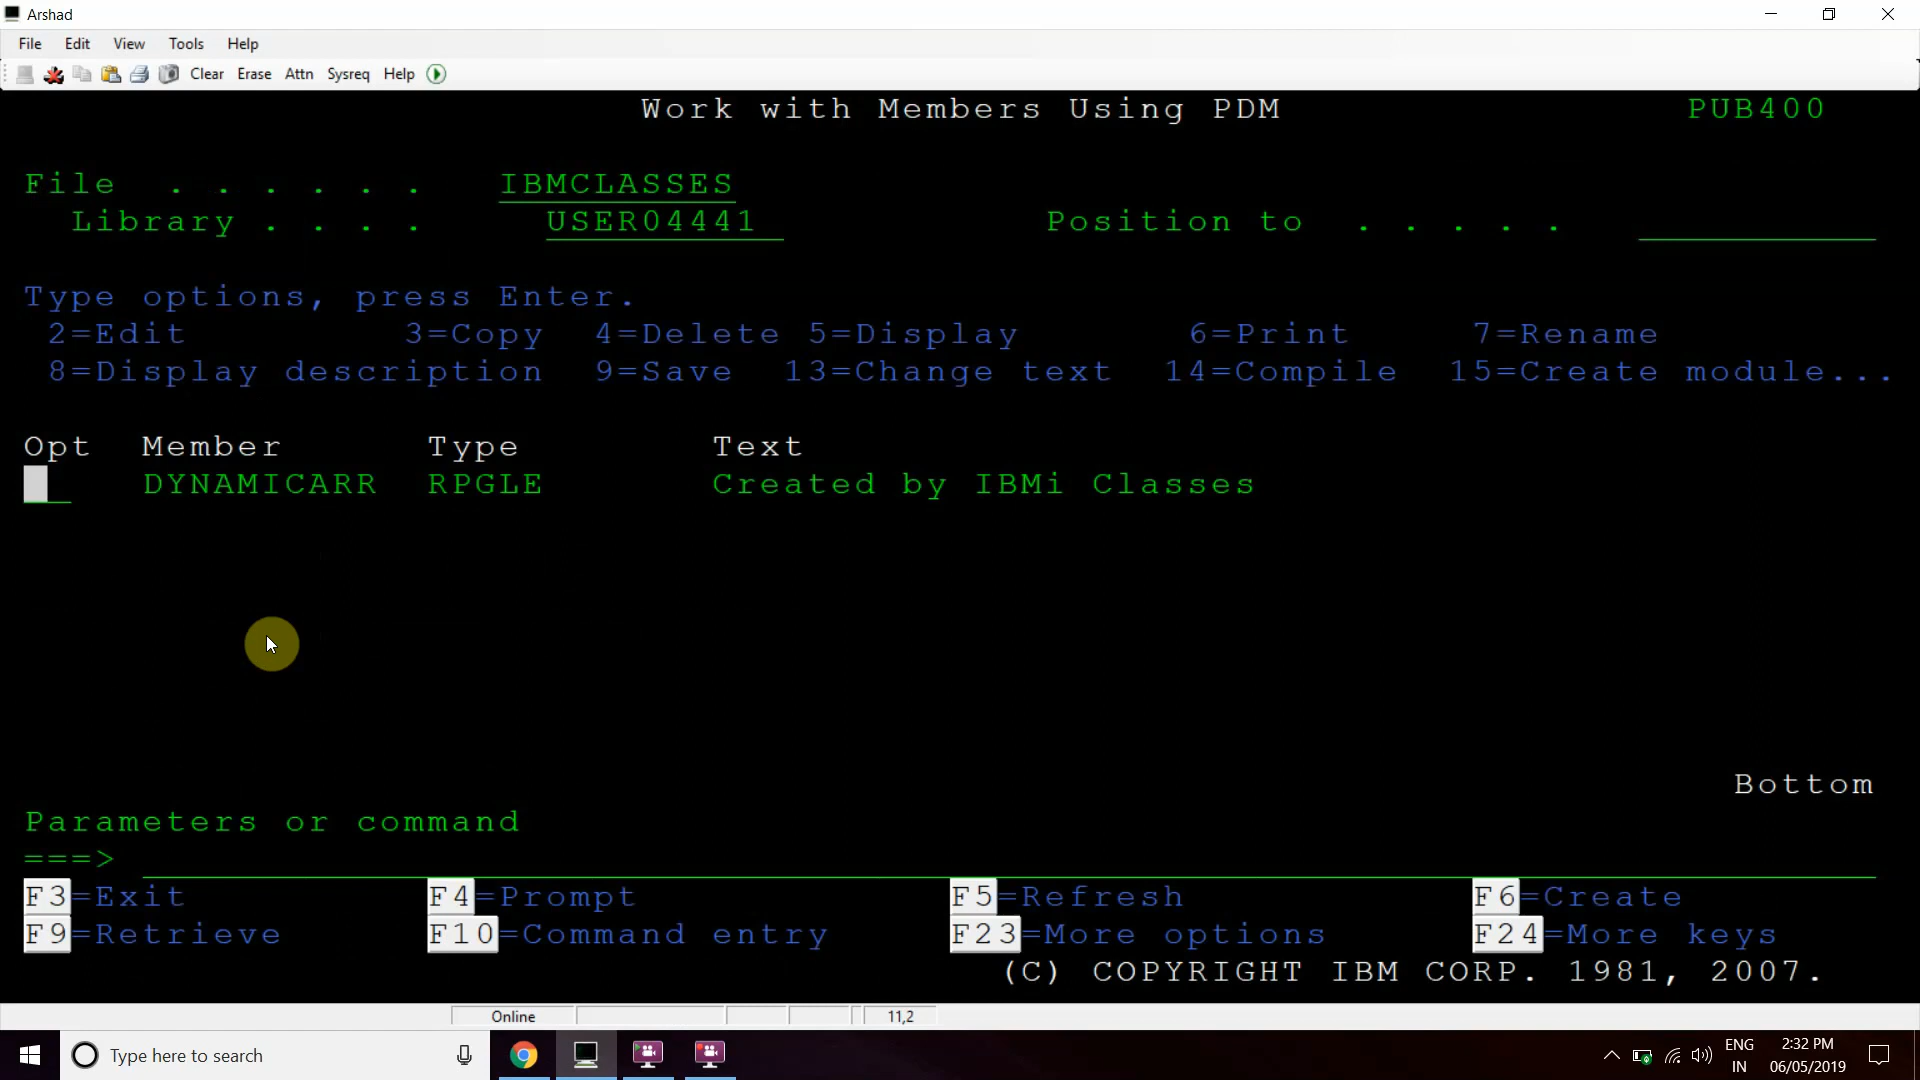 Arshad
File Edit View Tools Help
Clear Erase Attn Sysreq Help
Work with Members Using PDM PUB400
File . . . . . . IBMCLASSES
Library . . . . USER04441 Position to . . . . .
Type options, press Enter.
2=Edit 3=Copy 4=Delete 5=Display 6=Print 7=Rename
8=Display description 9=Save 13=Change text 14=Compile 15=Create module...
Opt Member Type Text
DYNAMICARR RPGLE Created by IBMi Classes
Bottom
Parameters or command
===>
F3=Exit F4=Prompt F5=Refresh F6=Create
F9=Retrieve F10=Command entry F23=More options F24=More keys
(C) COPYRIGHT IBM CORP. 1981, 2007.
Online 11,2
Type here to search
ENG 2:32 PM
IN 06/05/2019